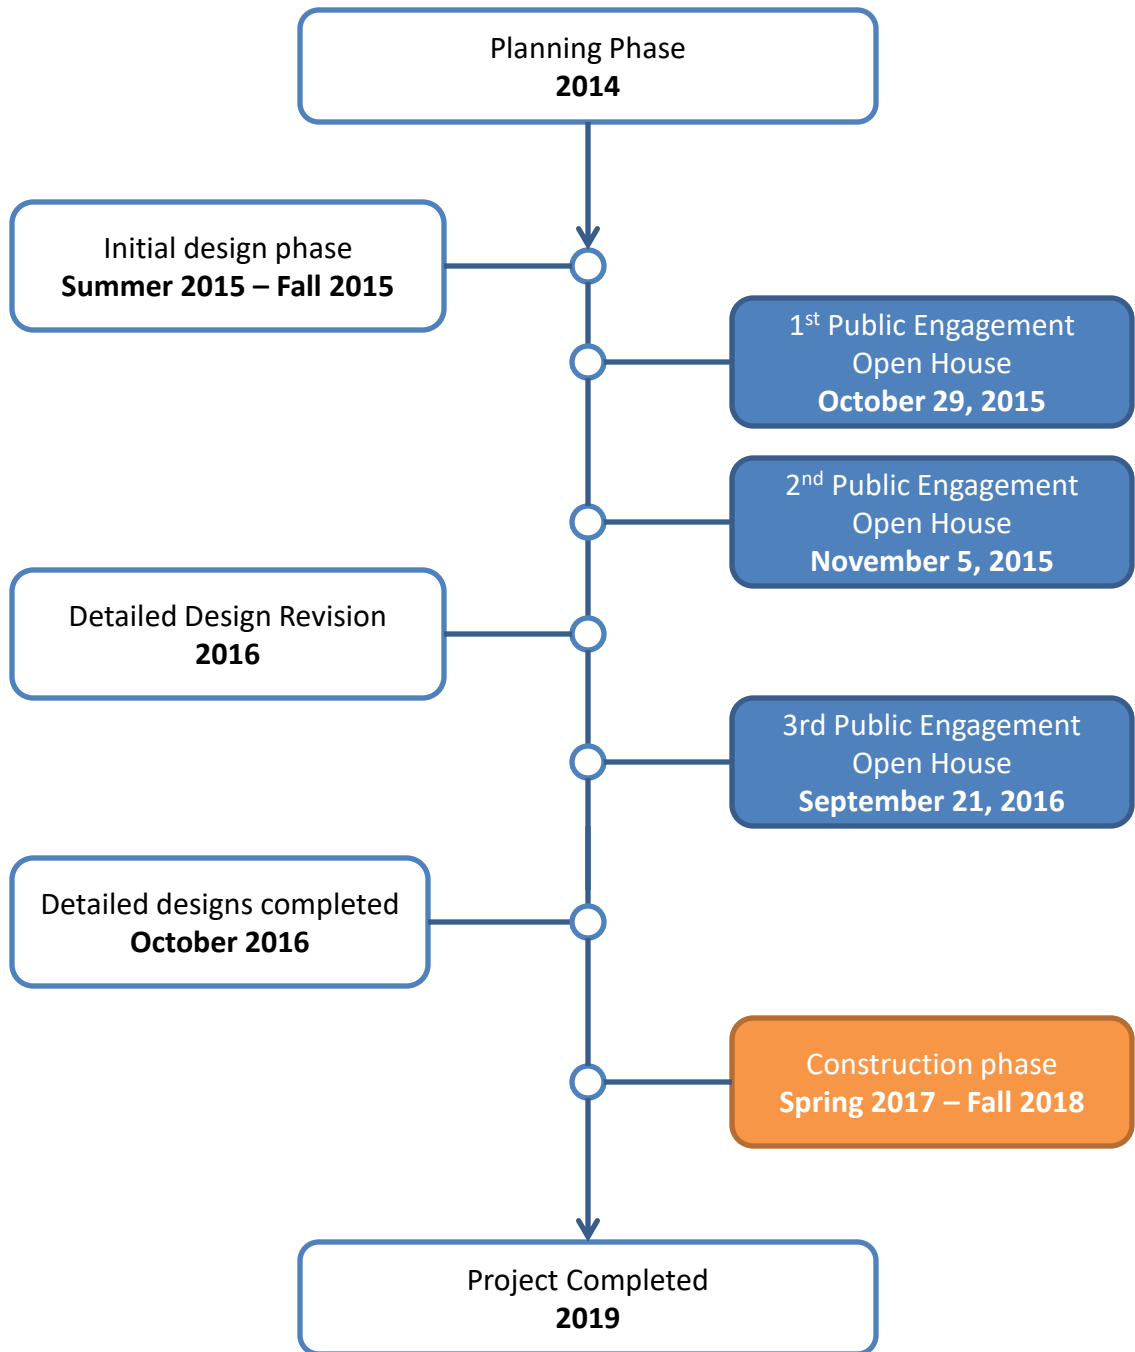 Planning Phase
2014
Initial design phase
Summer 2015 – Fall 2015
1st Public Engagement
Open House
October 29, 2015
2nd Public Engagement
Open House
November 5, 2015
Detailed Design Revision
2016
3rd Public Engagement
Open House
September 21, 2016
Detailed designs completed
October 2016
Construction phase
Spring 2017 – Fall 2018
Project Completed
2019